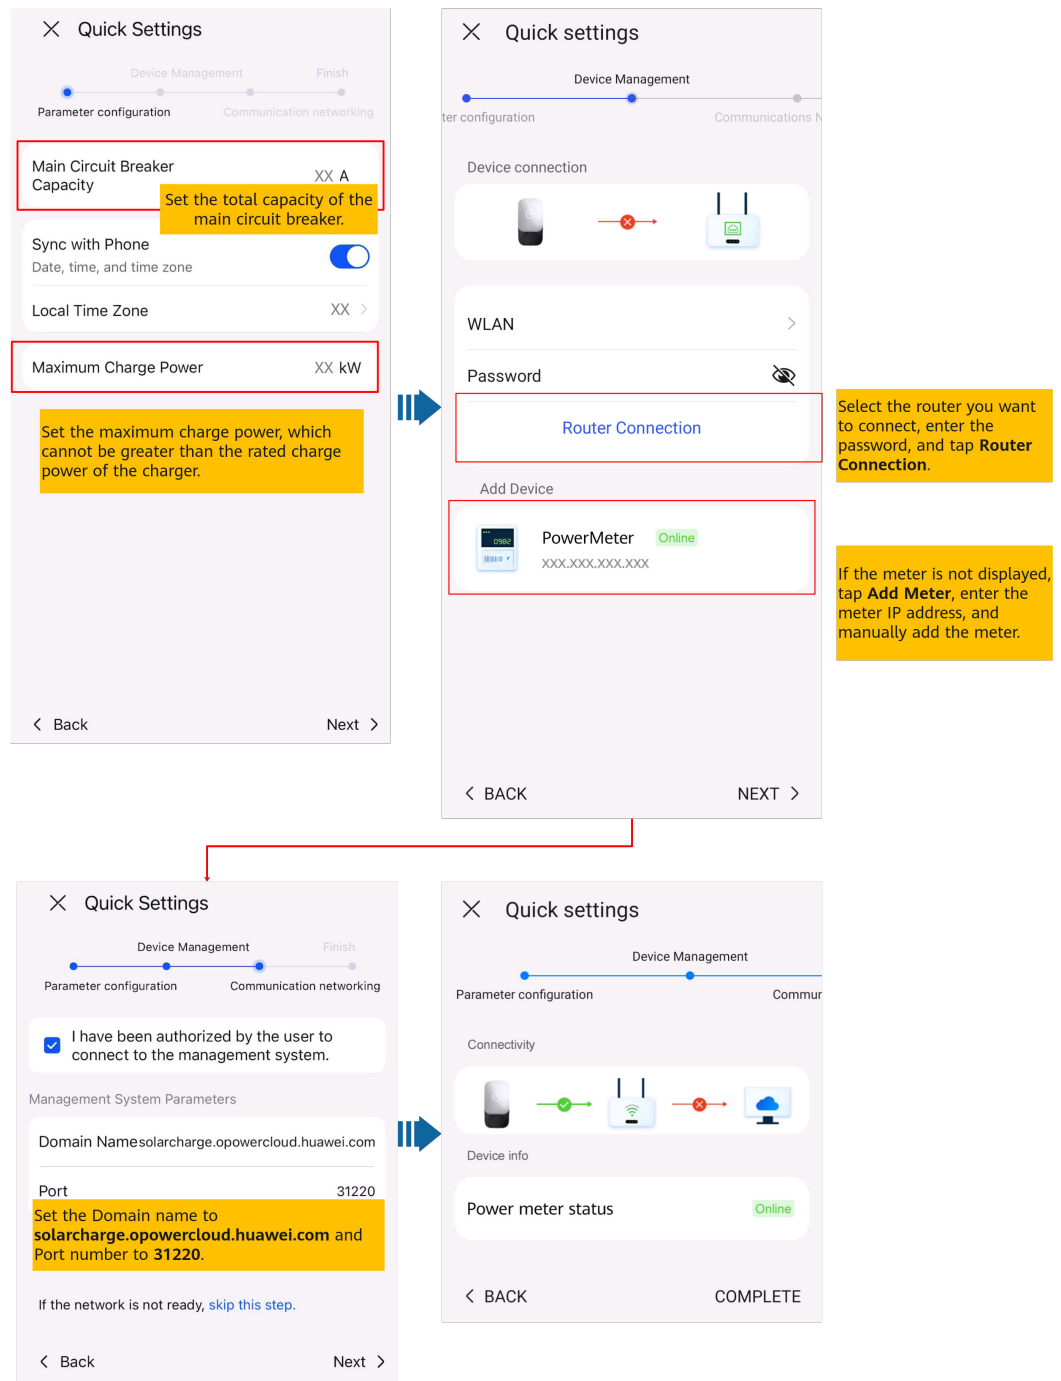 Quick Settings
Device Management
Finish
Parameter configuration
Communication networking
Main Circuit Breaker
Capacity
XX A
Set the total capacity of the
main circuit breaker.
Sync with Phone
Date, time, and time zone
Local Time Zone
XX
Maximum Charge Power
XX kW
Set the maximum charge power, which
cannot be greater than the rated charge
power of the charger.
Back
Next
Quick settings
Device Management
ter configuration
Communications N
Device connection
WLAN
Password
Router Connection
Select the router you want
to connect, enter the
password, and tap Router
Connection.
Add Device
0982
PowerMeter
Online
XXX.XXX.XXX.XXX
If the meter is not displayed,
tap Add Meter, enter the
meter IP address, and
manually add the meter.
BACK
NEXT
Quick Settings
Device Management
Finish
Parameter configuration
Communication networking
I have been authorized by the user to
connect to the management system.
Management System Parameters
Domain Name solarcharge.opowercloud.huawei.com
Port
31220
Set the Domain name to
solarcharge.opowercloud.huawei.com and
Port number to 31220.
If the network is not ready, skip this step.
Back
Next
Quick settings
Device Management
Parameter configuration
Commur
Connectivity
Device info
Power meter status
Online
BACK
COMPLETE